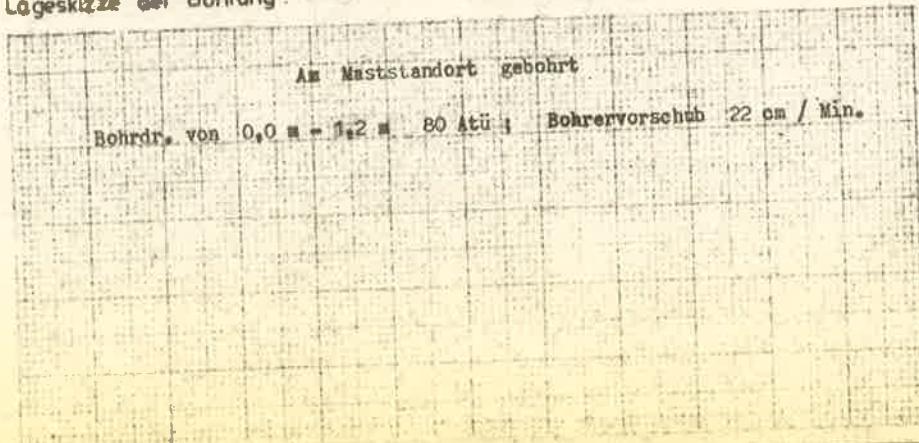 Lageskizze der Bohrung:
Am Maststandort gebohrt
Bohrdr. von 0,0 m - 1,2 m 80 Atü ; Bohrervorschub 22 cm / Min.